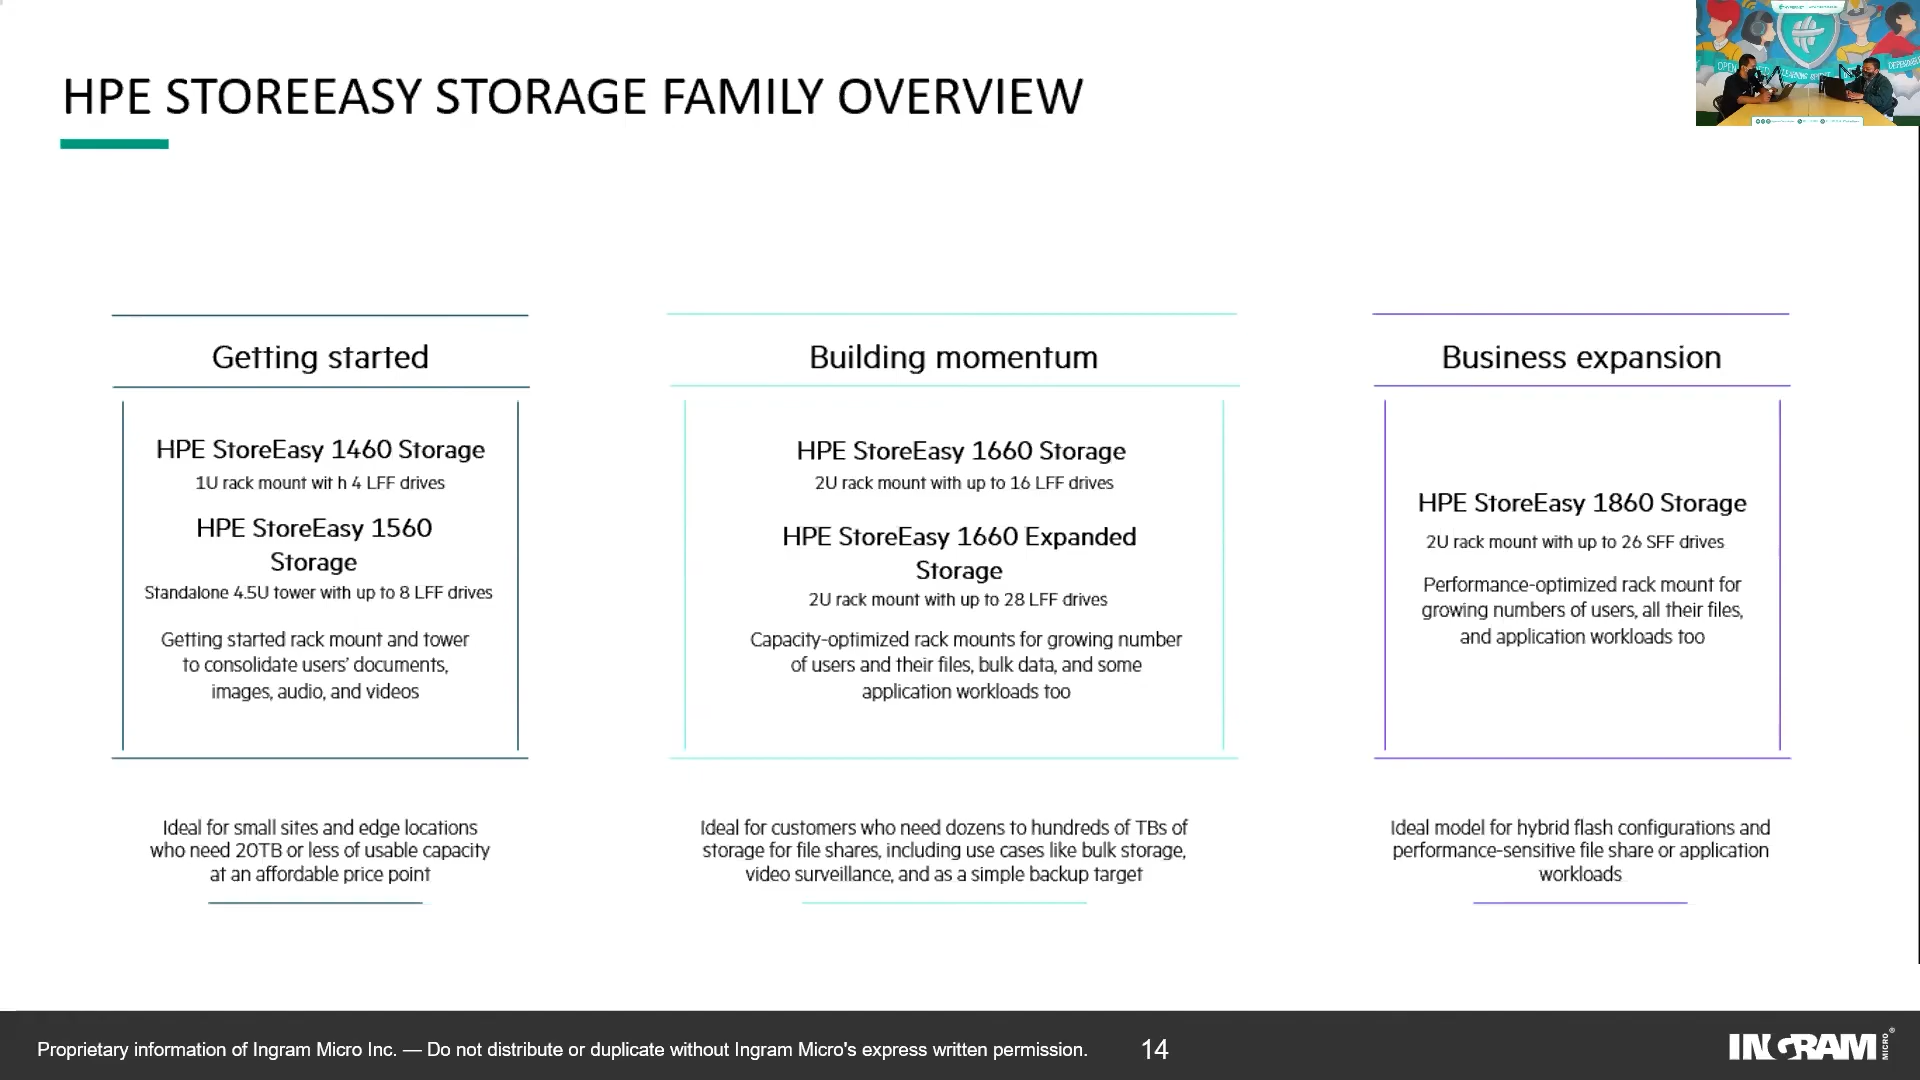 HPE STOREEASY STORAGE FAMILY OVERVIEW
Getting started
HPE StoreEasy 1460 Storage
1U rack mount wit h 4 LFF drives
HPE StoreEasy 1560
Storage
Standalone 4.5U tower with up to 8 LFF drives
Getting started rack mount and tower
to consolidate users’ documents,
images, audio, and videos
Ideal for small sites and edge locations
who need 20TB or less of usable capacity
at an affordable price point
Building momentum
HPE StoreEasy 1660 Storage
2U rack mount with up to 16 LFF drives
HPE StoreEasy 1660 Expanded
Storage
2U rack mount with up to 28 LFF drives
Capacity-optimized rack mounts for growing number
of users and their files, bulk data, and some
application workloads too
Ideal for customers who need dozens to hundreds of TBs of
storage for file shares, including use cases like bulk storage,
video surveillance, and as a simple backup target
Business expansion
HPE StoreEasy 1860 Storage
2U rack mount with up to 26 SFF drives
Performance-optimized rack mount for
growing numbers of users, all their files,
and application workloads too
Ideal model for hybrid flash configurations and
performance-sensitive file share or application
workloads
Proprietary information of Ingram Micro Inc. — Do not distribute or duplicate without Ingram Micro's express written permission.
14
INGRAM MICRO ®